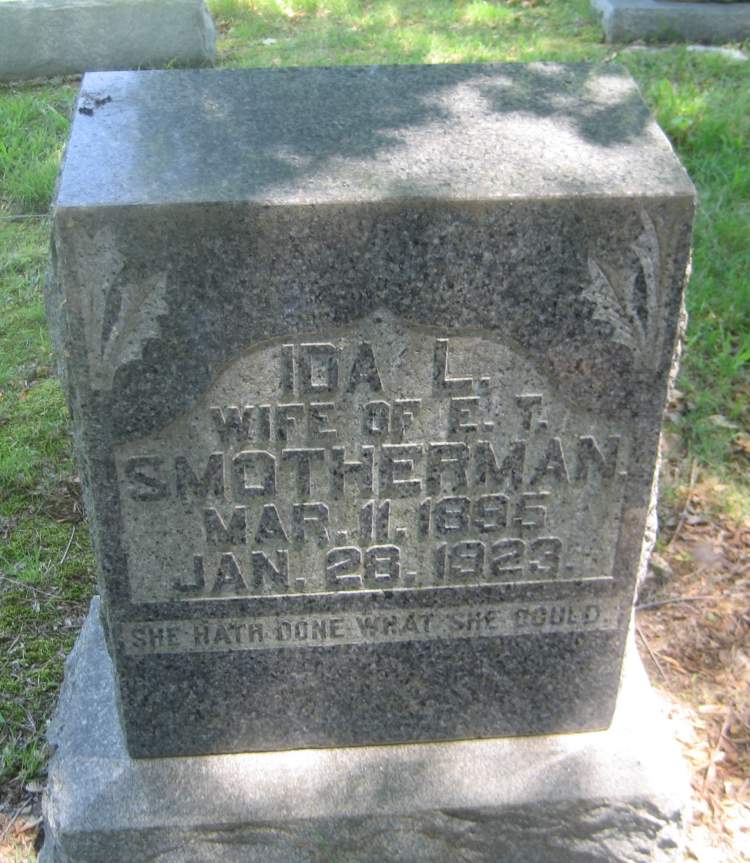 IDA L.
WIFE OF E. T.
SMOTHERMAN.
MAR. 11. 1895
JAN. 28. 1923.
SHE HATH DONE WHAT SHE COULD.